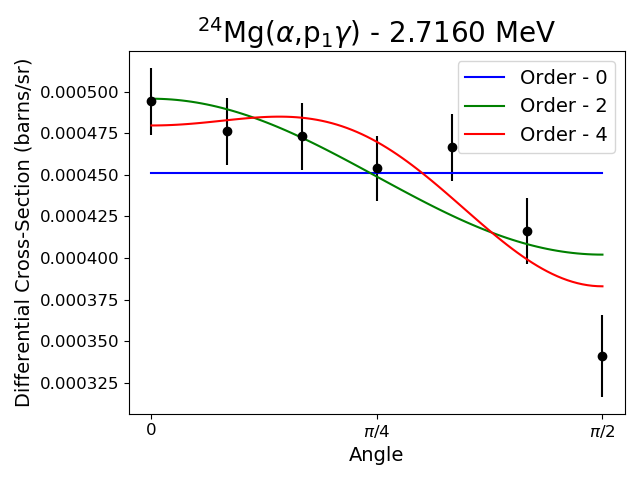 ²⁴Mg(α,p₁γ) - 2.7160 MeV
Differential Cross-Section (barns/sr)
0.000500
0.000475
0.000450
0.000425
0.000400
0.000375
0.000350
0.000325
Order - 0
Order - 2
Order - 4
0
π/4
π/2
Angle